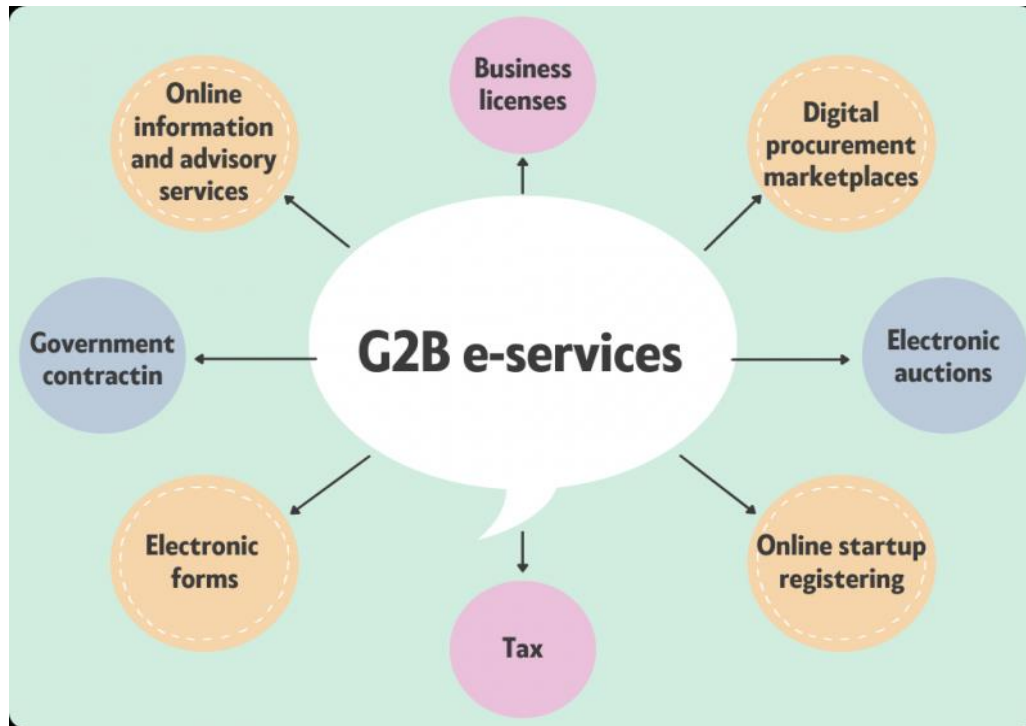 Business
licenses
Online
information
and advisory
services
Digital
procurement
marketplaces
Government
contractin
G2B e-services
Electronic
auctions
Electronic
forms
Online startup
registering
Tax